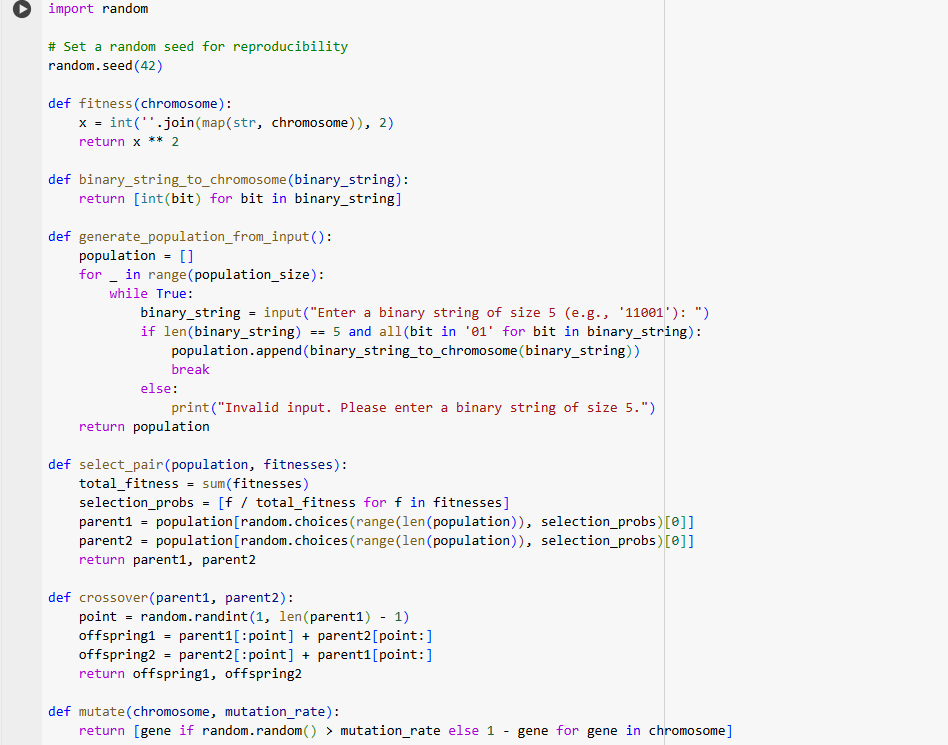 import random

# Set a random seed for reproducibility
random.seed(42)

def fitness(chromosome):
    x = int(''.join(map(str, chromosome)), 2)
    return x ** 2

def binary_string_to_chromosome(binary_string):
    return [int(bit) for bit in binary_string]

def generate_population_from_input():
    population = []
    for _ in range(population_size):
        while True:
            binary_string = input("Enter a binary string of size 5 (e.g., '11001'): ")
            if len(binary_string) == 5 and all(bit in '01' for bit in binary_string):
                population.append(binary_string_to_chromosome(binary_string))
                break
            else:
                print("Invalid input. Please enter a binary string of size 5.")
    return population

def select_pair(population, fitnesses):
    total_fitness = sum(fitnesses)
    selection_probs = [f / total_fitness for f in fitnesses]
    parent1 = population[random.choices(range(len(population)), selection_probs)[0]]
    parent2 = population[random.choices(range(len(population)), selection_probs)[0]]
    return parent1, parent2

def crossover(parent1, parent2):
    point = random.randint(1, len(parent1) - 1)
    offspring1 = parent1[:point] + parent2[point:]
    offspring2 = parent2[:point] + parent1[point:]
    return offspring1, offspring2

def mutate(chromosome, mutation_rate):
    return [gene if random.random() > mutation_rate else 1 - gene for gene in chromosome]